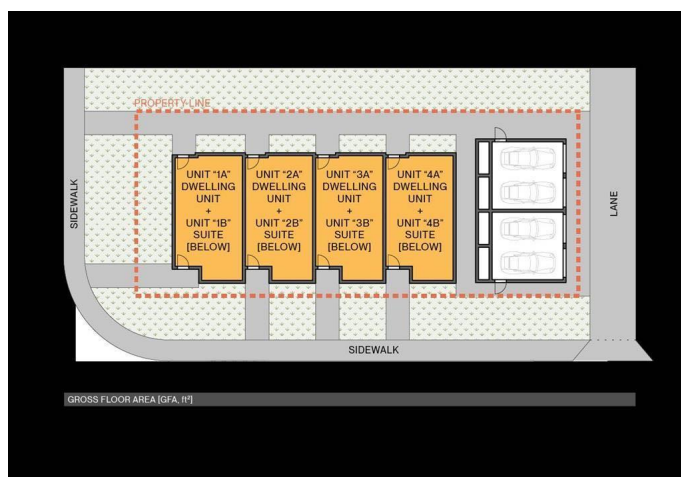 PROPERTY LINE
SIDEWALK
UNIT "1A"
DWELLING
UNIT
+
UNIT "1B"
SUITE
[BELOW]
UNIT "2A"
DWELLING
UNIT
+
UNIT "2B"
SUITE
[BELOW]
UNIT "3A"
DWELLING
UNIT
+
UNIT "3B"
SUITE
[BELOW]
UNIT "4A"
DWELLING
UNIT
+
UNIT "4B"
SUITE
[BELOW]
LANE
SIDEWALK
GROSS FLOOR AREA [GFA, ft²]